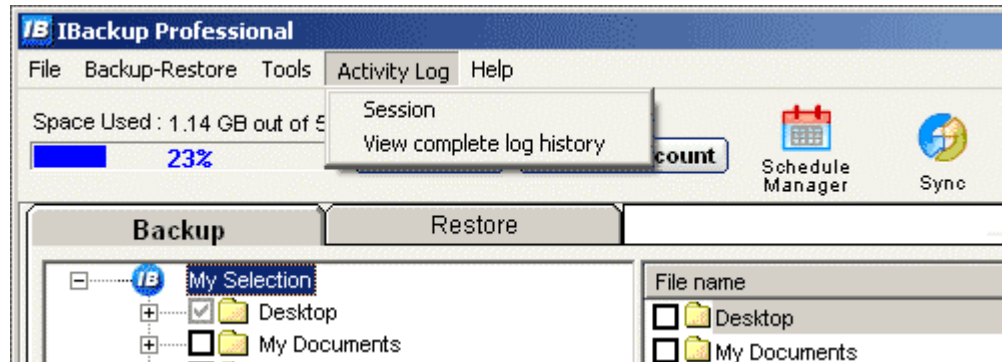 IB IBackup Professional
File Backup-Restore Tools Activity Log Help
Session
View complete log history
Space Used : 1.14 GB out of 5
23%
count
Schedule
Manager
Sync
Backup
Restore
IB My Selection
Desktop
My Documents
File name
Desktop
My Documents